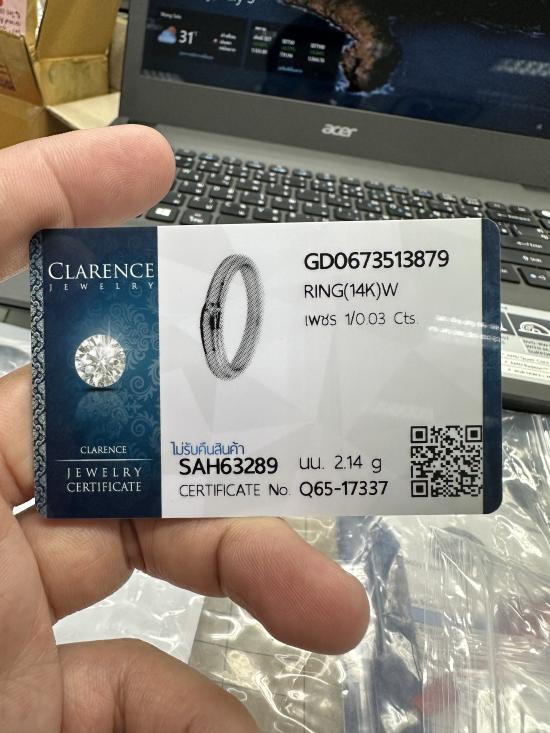 31°
acer
CLARENCE
JEWELRY
GD0673513879
RING(14K)W
เพชร 1/0.03 Cts.
ไม่รับคืนสินค้า
SAH63289 นน. 2.14 g
CERTIFICATE No. Q65-17337
CLARENCE
JEWELRY
CERTIFICATE